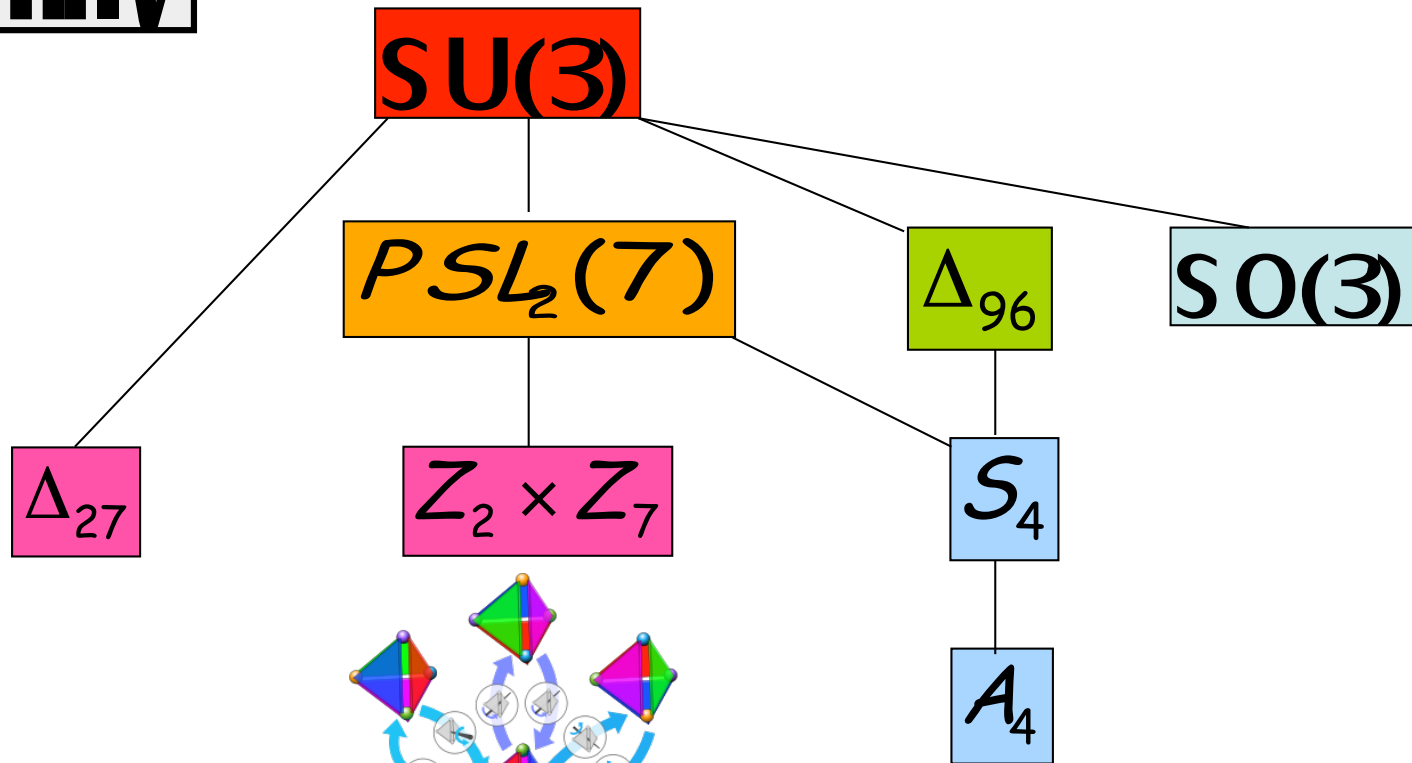 SU(3)
PSL₂(7)
Δ₉₆
SO(3)
Δ₂₇
Z₂ × Z₇
S₄
A₄